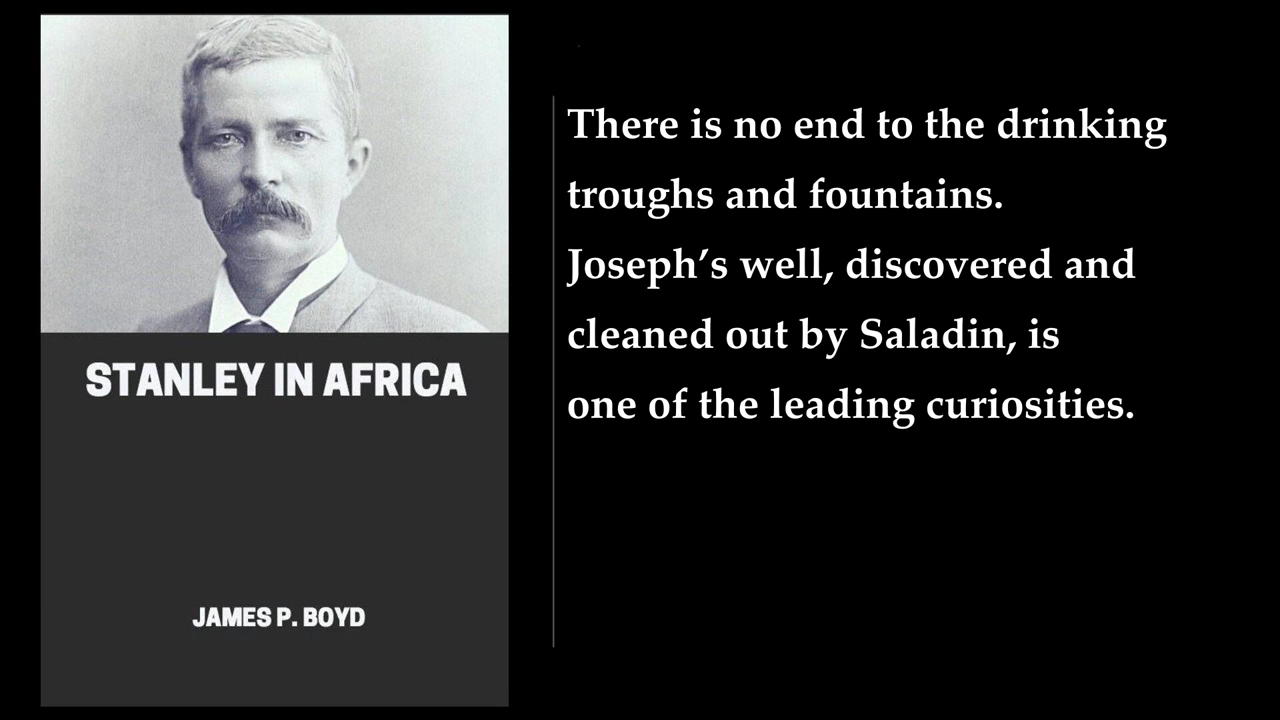 STANLEY IN AFRICA
JAMES P. BOYD
There is no end to the drinking
troughs and fountains.
Joseph’s well, discovered and
cleaned out by Saladin, is
one of the leading curiosities.